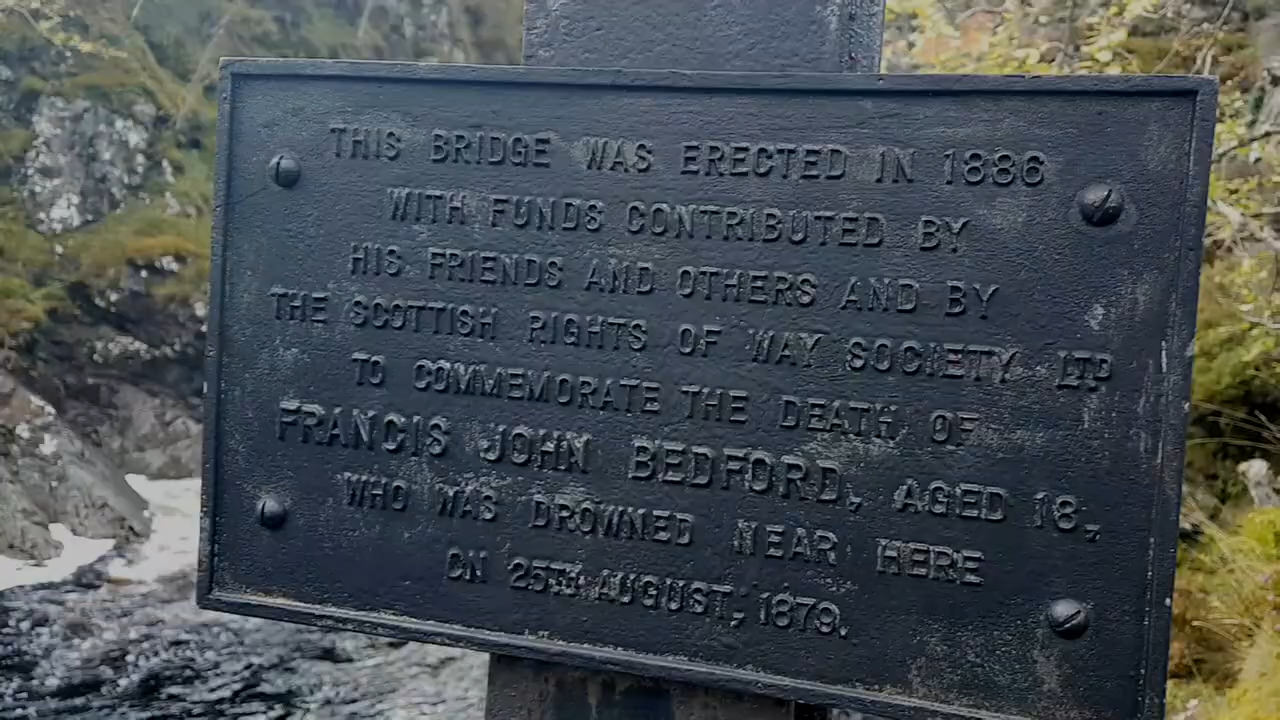 THIS BRIDGE WAS ERECTED IN 1886
WITH FUNDS CONTRIBUTED BY
HIS FRIENDS AND OTHERS AND BY
THE SCOTTISH RIGHTS OF WAY SOCIETY LTD
TO COMMEMORATE THE DEATH OF
FRANCIS JOHN BEDFORD, AGED 18,
WHO WAS DROWNED NEAR HERE
ON 25TH AUGUST, 1879.